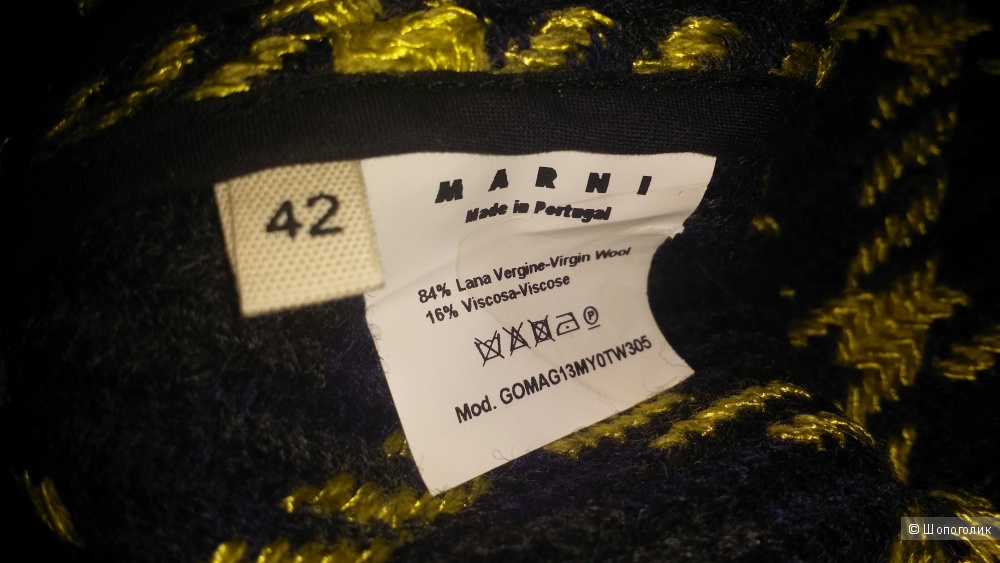 42
MARNI
Made in Portugal
84% Lana Vergine-Virgin Wool
16% Viscosa-Viscose
P
Mod. GOMAG13MY0TW305
© Шопоголик